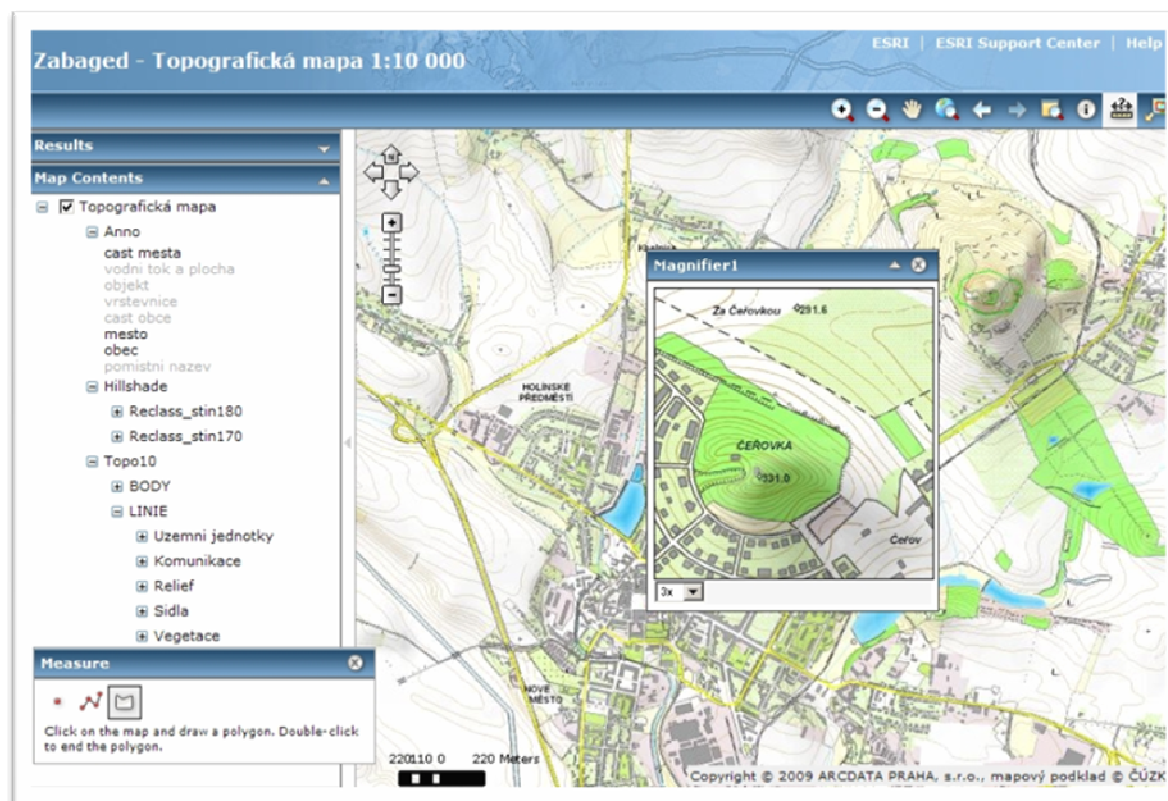 ESRI | ESRI Support Center | Help
Zabaged - Topografická mapa 1:10 000
Results
Map Contents
Topografická mapa
Anno
cast mesta
vodni tok a plocha
objekt
vrstevnice
cast obce
mesto
obec
pomistni nazev
Hillshade
Reclass_stin180
Reclass_stin170
Topo10
BODY
LINIE
Uzemni jednotky
Komunikace
Relief
Sidla
Vegetace
Measure
Click on the map and draw a polygon. Double-click
to end the polygon.
Magnifier1
Za Čeřovkou 291.6
ČEŘOVKA
331.0
Čeřov
3x
HOLÍNSKÉ
PŘEDMĚSTÍ
NOVÉ
MĚSTO
220110 0 220 Meters
Copyright © 2009 ARCDATA PRAHA, s.r.o., mapový podklad © ČÚZK